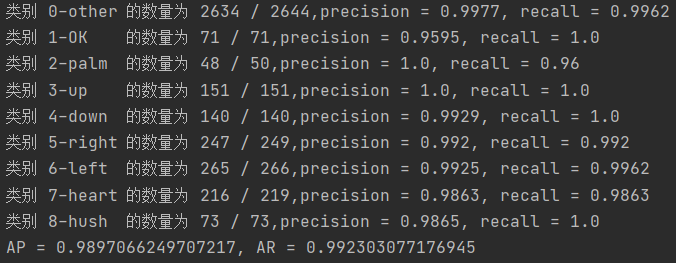 类别 0-other 的数量为 2634 / 2644,precision = 0.9977, recall = 0.9962
类别 1-OK 的数量为 71 / 71,precision = 0.9595, recall = 1.0
类别 2-palm 的数量为 48 / 50,precision = 1.0, recall = 0.96
类别 3-up 的数量为 151 / 151,precision = 1.0, recall = 1.0
类别 4-down 的数量为 140 / 140,precision = 0.9929, recall = 1.0
类别 5-right 的数量为 247 / 249,precision = 0.992, recall = 0.992
类别 6-left 的数量为 265 / 266,precision = 0.9925, recall = 0.9962
类别 7-heart 的数量为 216 / 219,precision = 0.9863, recall = 0.9863
类别 8-hush 的数量为 73 / 73,precision = 0.9865, recall = 1.0
AP = 0.9897066249707217, AR = 0.992303077176945